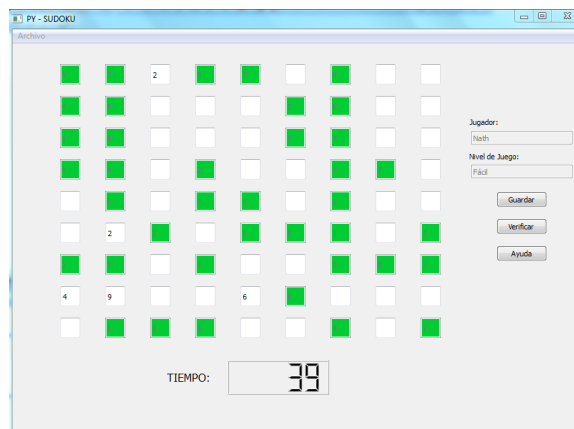 PY - SUDOKU
Archivo
2
Jugador:
Nath
Nivel de Juego:
Fácil
Guardar
2
Verificar
Ayuda
4 9 6
TIEMPO: 39